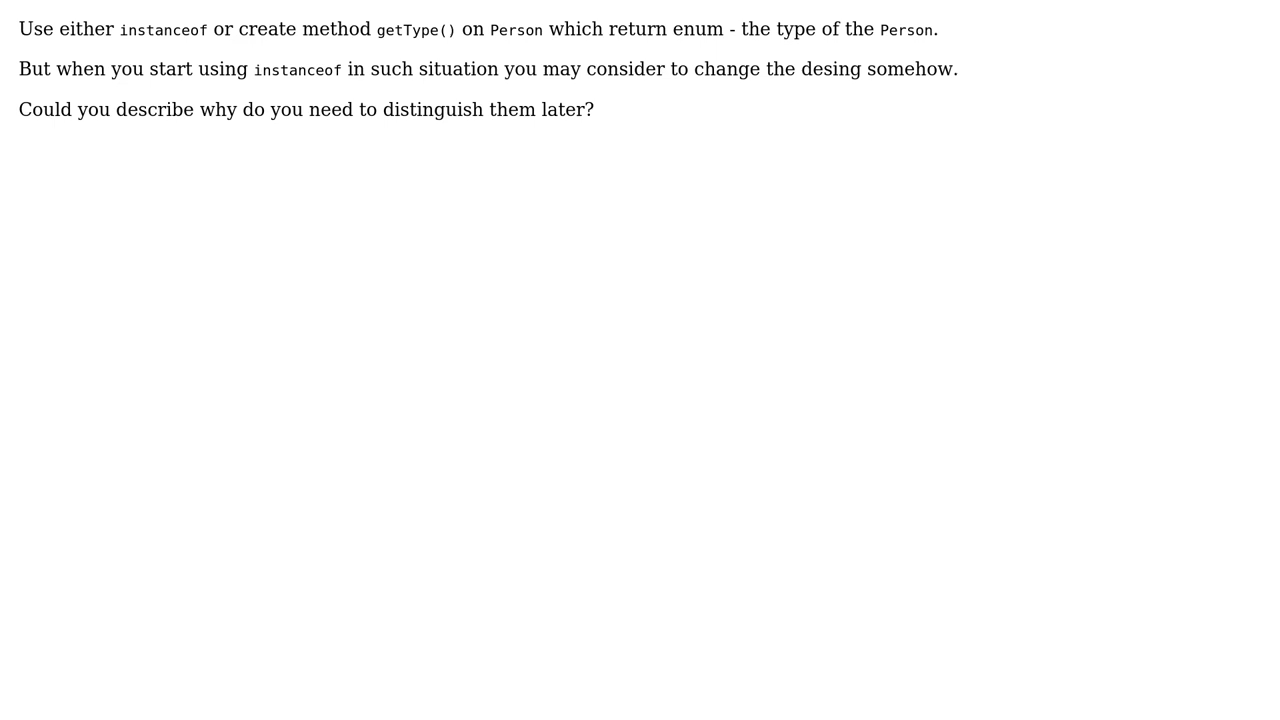 Use either instanceof or create method getType() on Person which return enum - the type of the Person.
But when you start using instanceof in such situation you may consider to change the desing somehow.
Could you describe why do you need to distinguish them later?